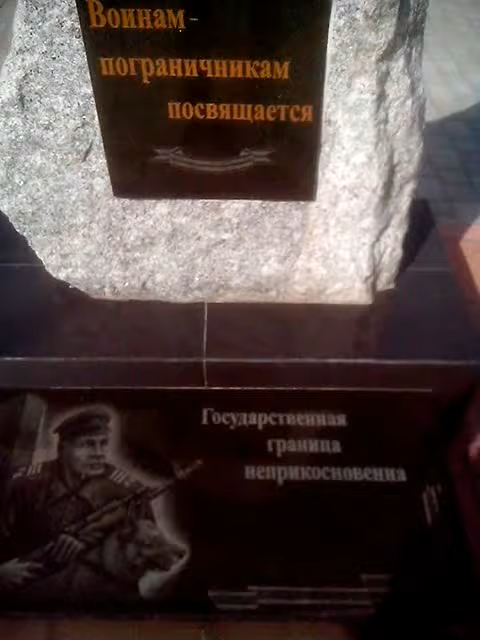 Воинам -
пограничникам
посвящается
Государственная
граница
неприкосновенна